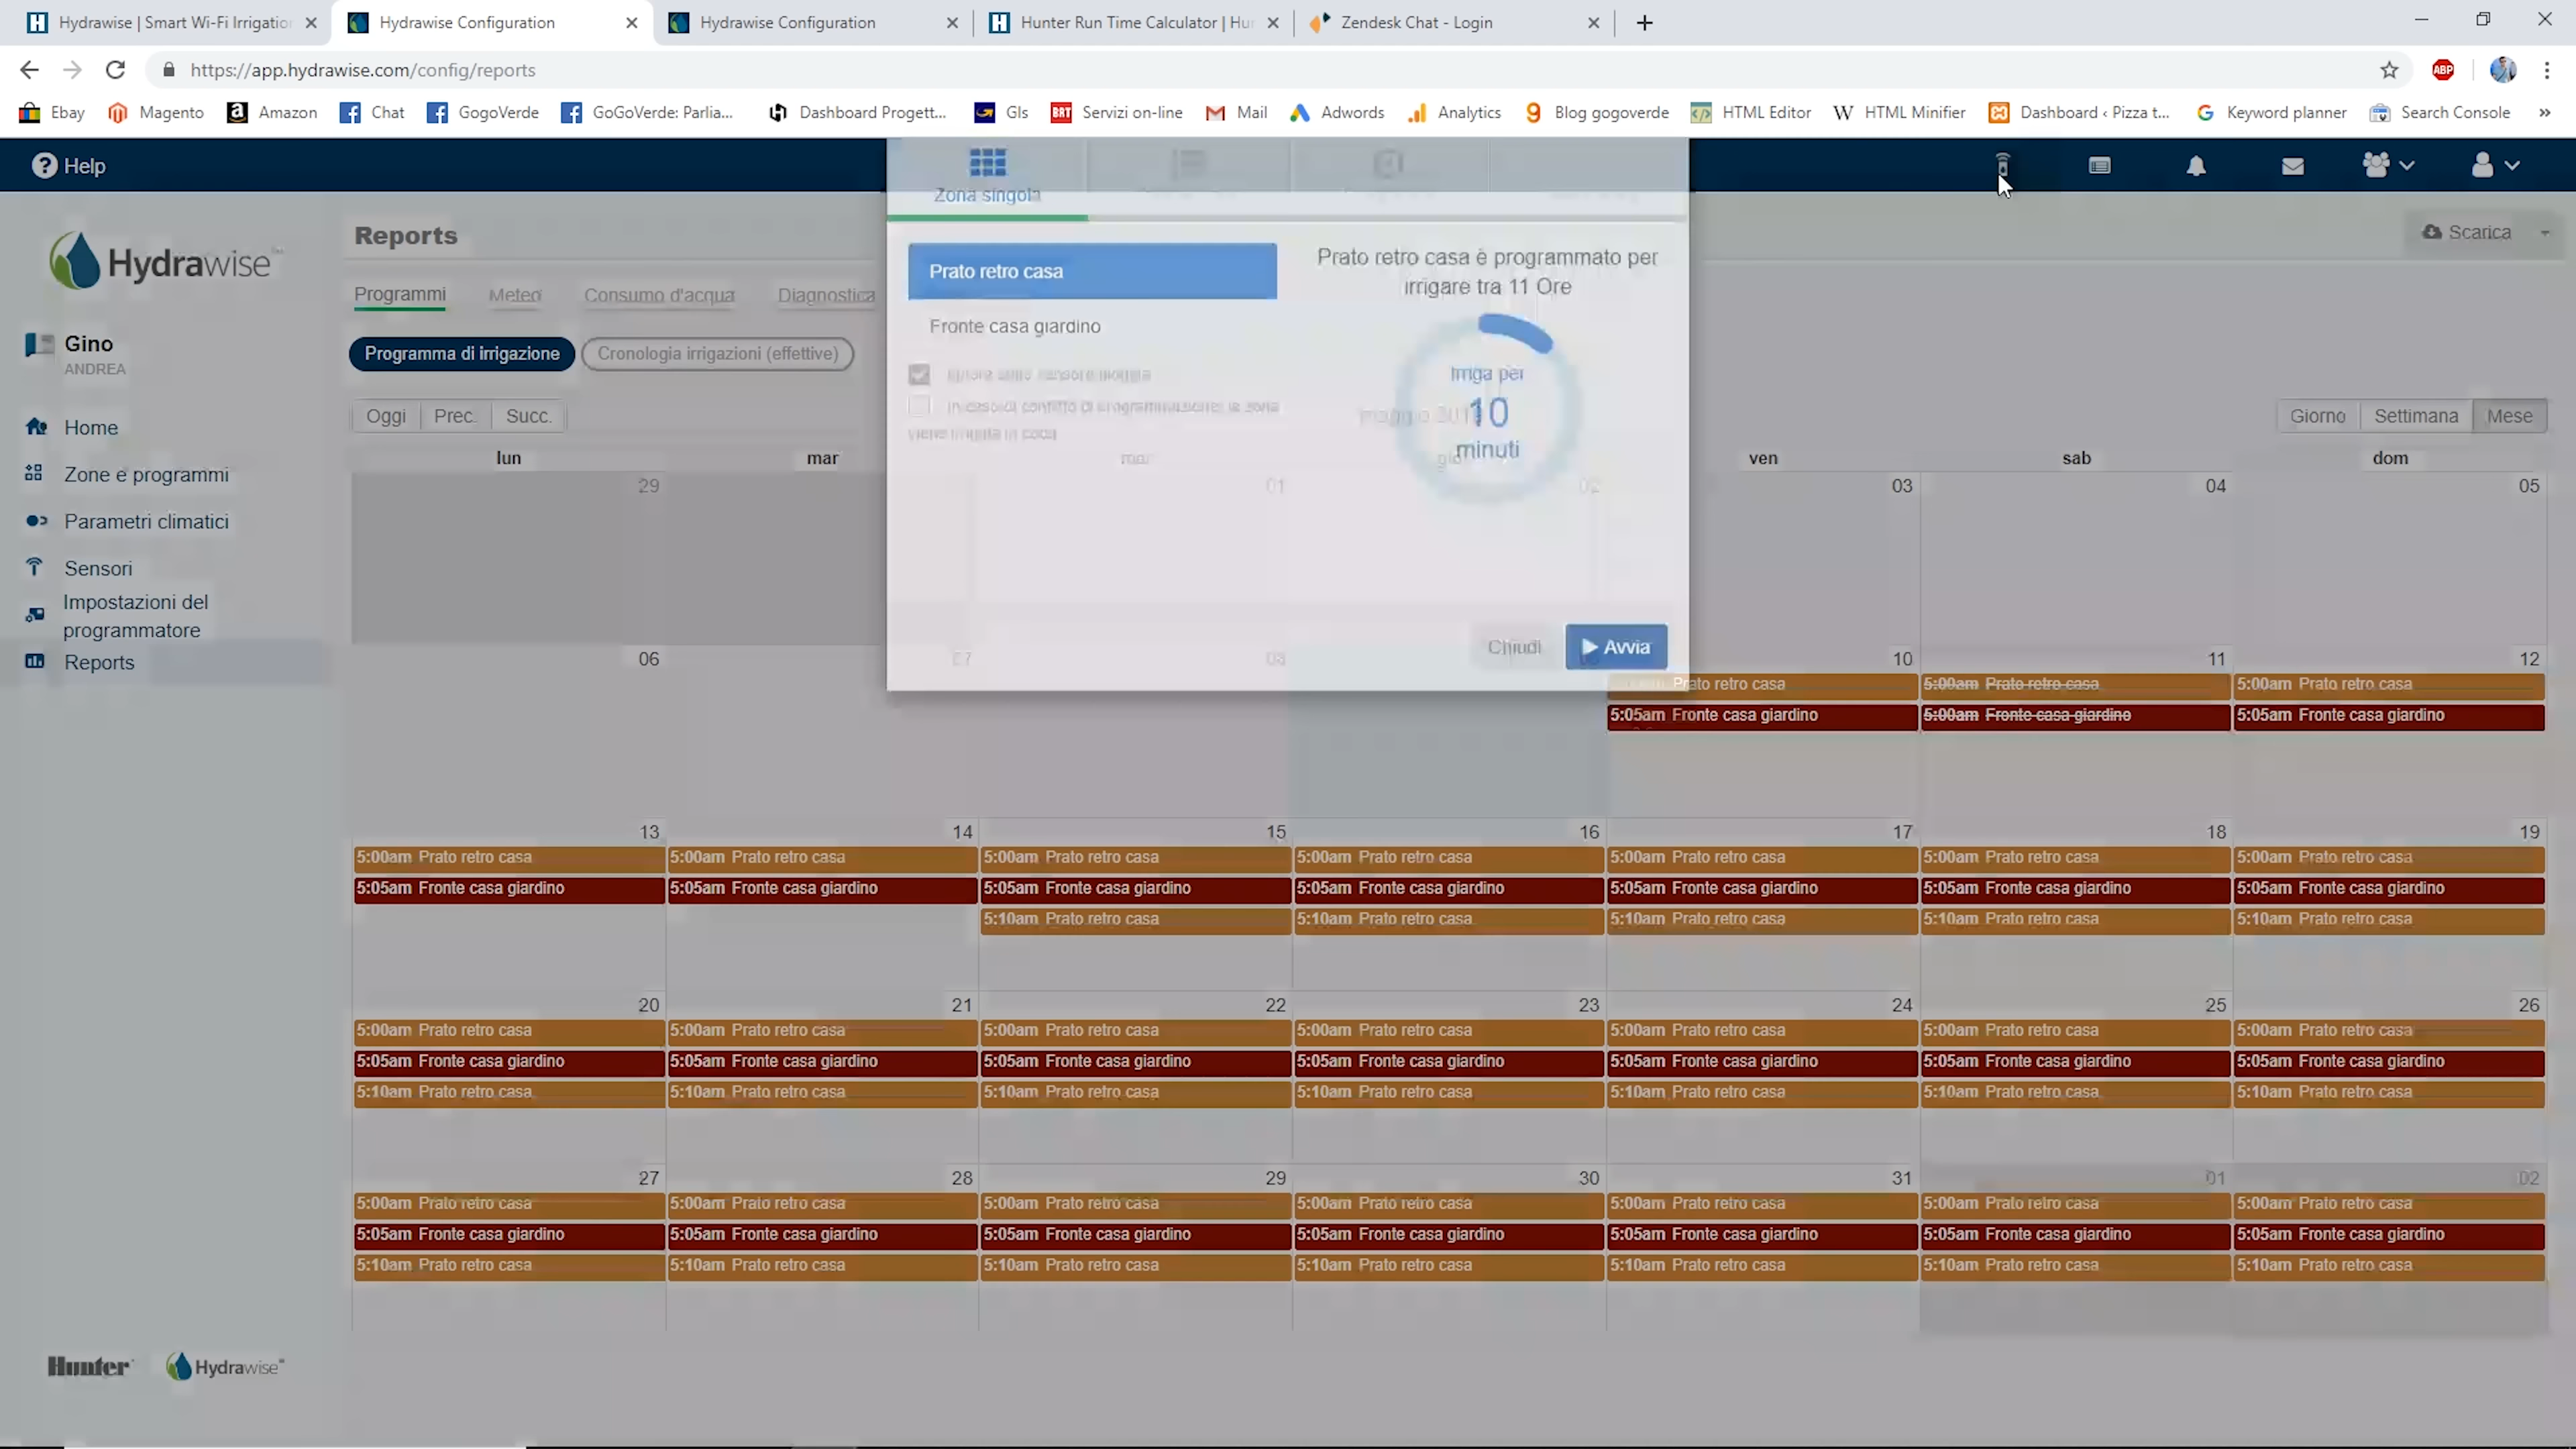 Hydrawise | Smart Wi-Fi Irrigation
Hydrawise Configuration
Hydrawise Configuration
Hunter Run Time Calculator | Hun
Zendesk Chat - Login
https://app.hydrawise.com/config/reports
ABP
Ebay Magento Amazon Chat GogoVerde GoGoVerde: Parlia... Dashboard Progett... Gls BRT Servizi on-line Mail Adwords Analytics Blog gogoverde HTML Editor HTML Minifier Dashboard ‹ Pizza t... Keyword planner Search Console »
Help
Zona singola
Hydrawise
Gino
ANDREA
Home
Zone e programmi
Parametri climatici
Sensori
Impostazioni del
programmatore
Reports
Hunter Hydrawise
Reports
Scarica
Programmi Meteo Consumo d'acqua Diagnostica
Programma di irrigazione Cronologia irrigazioni (effettive)
Oggi Prec. Succ.
Giorno Settimana Mese
Prato retro casa
Fronte casa giardino
Prato retro casa è programmato per
irrigare tra 11 Ore
Irriga per
10
minuti
Chiudi Avvia
lun mar mer gio ven sab dom
29 01 02 03 04 05
06 07 08 10 11 12
Prato retro casa 5:00am Prato retro casa 5:00am Prato retro casa
5:05am Fronte casa giardino 5:00am Fronte casa giardino 5:05am Fronte casa giardino
13 14 15 16 17 18 19
5:00am Prato retro casa 5:00am Prato retro casa 5:00am Prato retro casa 5:00am Prato retro casa 5:00am Prato retro casa 5:00am Prato retro casa 5:00am Prato retro casa
5:05am Fronte casa giardino 5:05am Fronte casa giardino 5:05am Fronte casa giardino 5:05am Fronte casa giardino 5:05am Fronte casa giardino 5:05am Fronte casa giardino 5:05am Fronte casa giardino
5:10am Prato retro casa 5:10am Prato retro casa 5:10am Prato retro casa 5:10am Prato retro casa 5:10am Prato retro casa
20 21 22 23 24 25 26
5:00am Prato retro casa 5:00am Prato retro casa 5:00am Prato retro casa 5:00am Prato retro casa 5:00am Prato retro casa 5:00am Prato retro casa 5:00am Prato retro casa
5:05am Fronte casa giardino 5:05am Fronte casa giardino 5:05am Fronte casa giardino 5:05am Fronte casa giardino 5:05am Fronte casa giardino 5:05am Fronte casa giardino 5:05am Fronte casa giardino
5:10am Prato retro casa 5:10am Prato retro casa 5:10am Prato retro casa 5:10am Prato retro casa 5:10am Prato retro casa 5:10am Prato retro casa 5:10am Prato retro casa
27 28 29 30 31 01 02
5:00am Prato retro casa 5:00am Prato retro casa 5:00am Prato retro casa 5:00am Prato retro casa 5:00am Prato retro casa 5:00am Prato retro casa 5:00am Prato retro casa
5:05am Fronte casa giardino 5:05am Fronte casa giardino 5:05am Fronte casa giardino 5:05am Fronte casa giardino 5:05am Fronte casa giardino 5:05am Fronte casa giardino 5:05am Fronte casa giardino
5:10am Prato retro casa 5:10am Prato retro casa 5:10am Prato retro casa 5:10am Prato retro casa 5:10am Prato retro casa 5:10am Prato retro casa 5:10am Prato retro casa